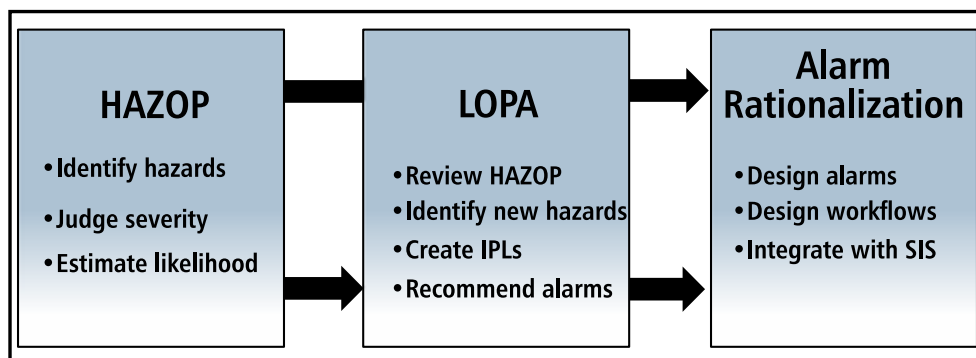 HAZOP
• Identify hazards
• Judge severity
• Estimate likelihood
LOPA
• Review HAZOP
• Identify new hazards
• Create IPLs
• Recommend alarms
Alarm
Rationalization
• Design alarms
• Design workflows
• Integrate with SIS